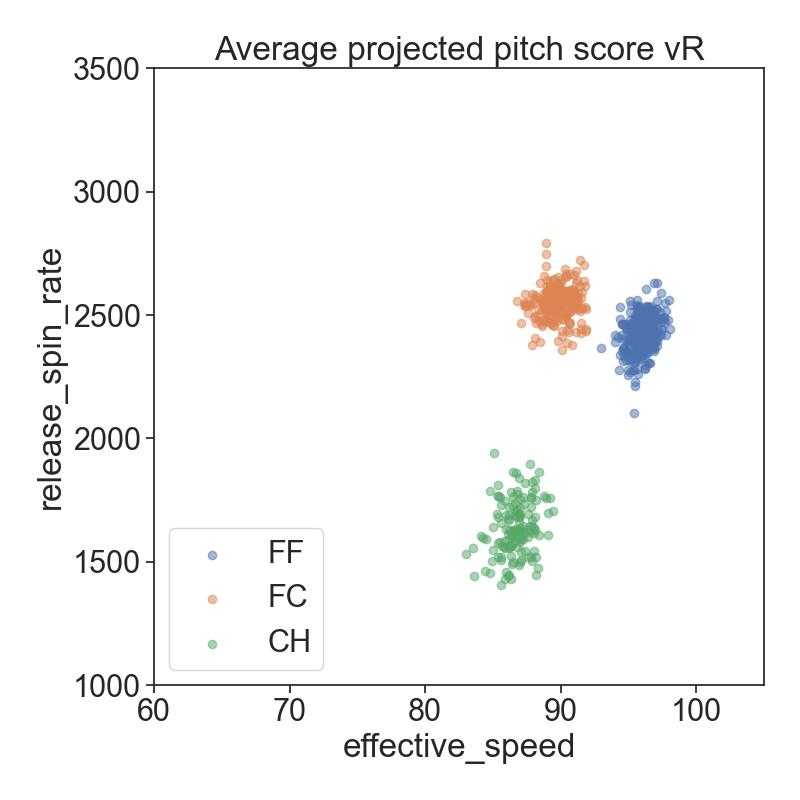 Average projected pitch score vR
3500
3000
2500
2000
1500
1000
release_spin_rate
FF
FC
CH
60 70 80 90 100
effective_speed